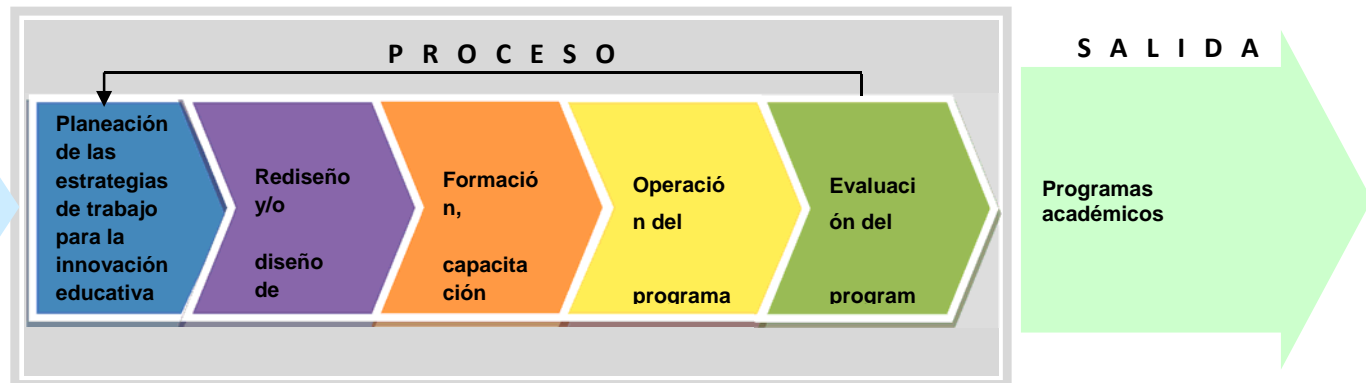 P R O C E S O
S A L I D A
Planeación
de las
estrategias
de trabajo
para la
innovación
educativa
Rediseño
y/o
diseño
de
Formació
n,
capacita
ción
Operació
n del
programa
Evaluaci
ón del
program
Programas
académicos